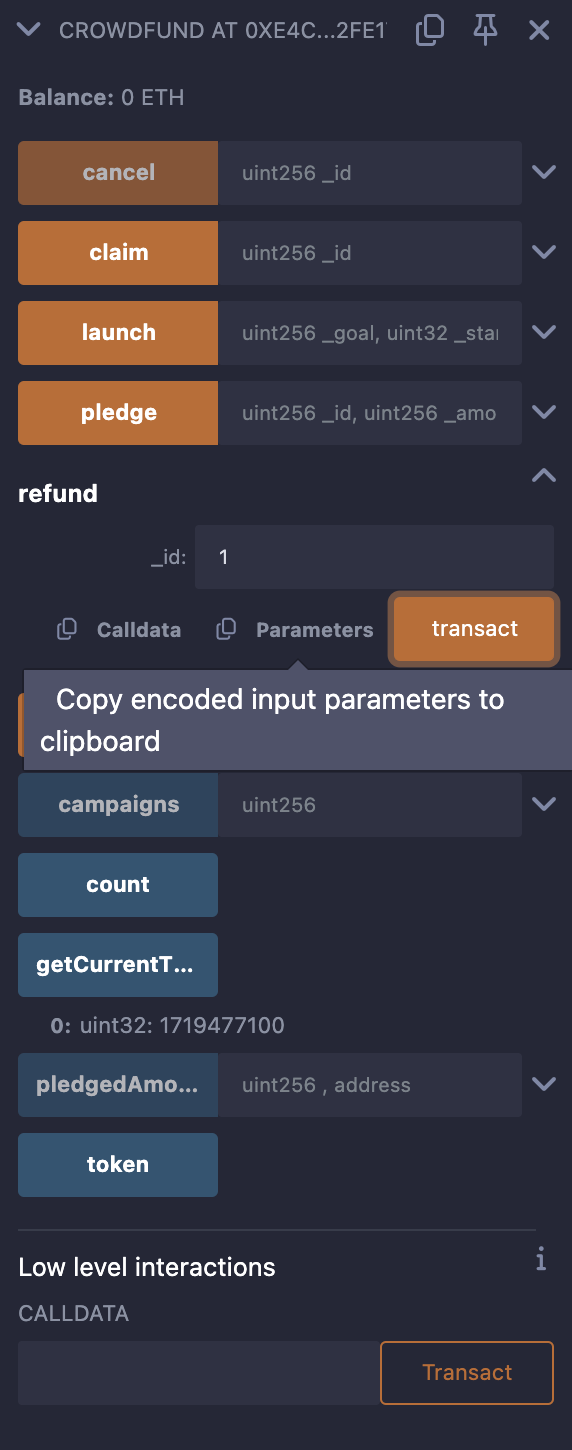 CROWDFUND AT 0XE4C...2FE1
Balance: 0 ETH
cancel uint256 _id
claim uint256 _id
launch uint256 _goal, uint32 _sta
pledge uint256 _id, uint256 _amo
refund
_id: 1
Calldata Parameters transact
Copy encoded input parameters to
clipboard
campaigns uint256
count
getCurrentT...
0: uint32: 1719477100
pledgedAmo... uint256 , address
token
Low level interactions
i
CALLDATA
Transact